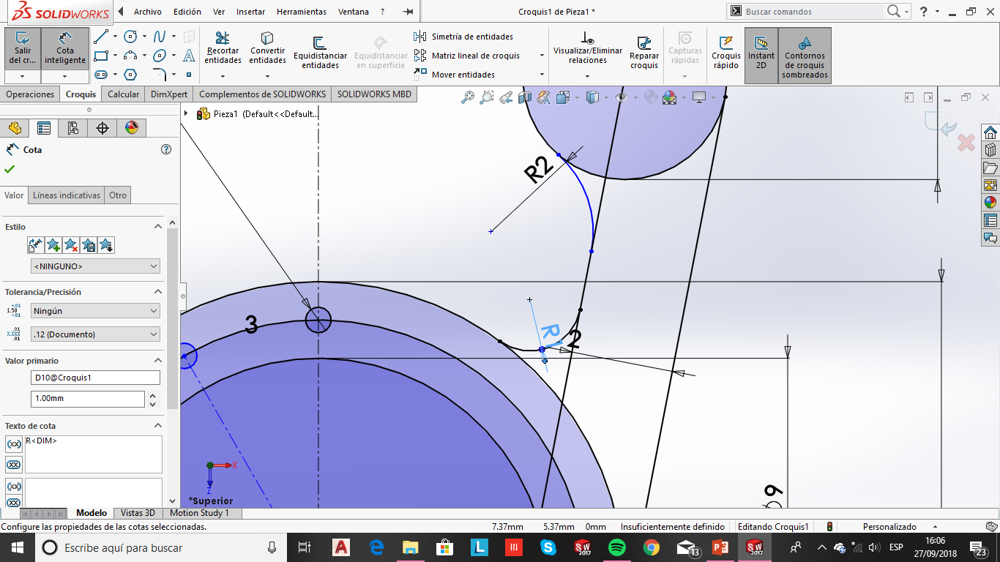 SOLIDWORKS
Archivo Edición Ver Insertar Herramientas Ventana ?
Croquis1 de Pieza1 *
Buscar comandos
?
Salir del cr...
Cota inteligente
Recortar entidades
Convertir entidades
Equidistanciar entidades
Equidistanciar en superficie
Simetría de entidades
Matriz lineal de croquis
Mover entidades
Visualizar/Eliminar relaciones
Reparar croquis
Capturas rápidas
Croquis rápido
Instant 2D
Contornos de croquis sombreados
Operaciones Croquis Calcular DimXpert Complementos de SOLIDWORKS SOLIDWORKS MBD
Pieza1 (Default<<Default...
Cota
Valor Líneas indicativas Otro
Estilo
<NINGUNO>
Tolerancia/Precisión
Ningún
.12 (Documento)
Valor primario
D10@Croquis1
1.00mm
Texto de cota
R<DIM>
R2
3
R1
2
9
X
Z
*Superior
Modelo Vistas 3D Motion Study 1
Configure las propiedades de las cotas seleccionadas.
7.37mm 5.37mm 0mm Insuficientemente definido Editando Croquis1 Personalizado
Escribe aquí para buscar
13
SW 2017
ESP
16:06
27/09/2018
23